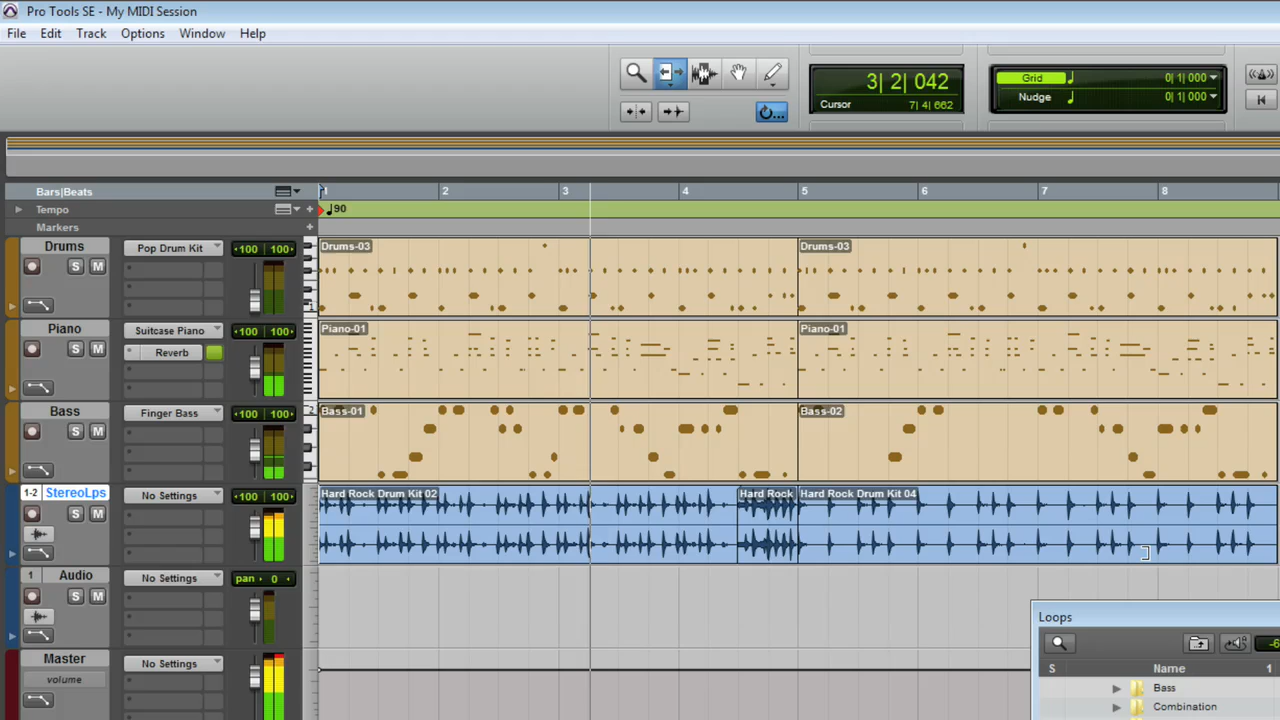 Pro Tools SE - My MIDI Session
File Edit Track Options Window Help
3| 2| 042
Cursor 7| 4| 662
Grid 0| 1| 000
Nudge 0| 1| 000
Bars|Beats 1 2 3 4 5 6 7 8
Tempo 90
Markers
Drums Pop Drum Kit 100 100 Drums-03 Drums-03
S M
1
Piano Suitcase Piano 100 100 Piano-01 Piano-01
S M Reverb
Bass Finger Bass 100 100 2 Bass-01 Bass-02
S M
1-2 StereoLps No Settings 100 100 Hard Rock Drum Kit 02 Hard Rock Hard Rock Drum Kit 04
S M
1 Audio No Settings pan 0
S M
Loops
Master No Settings
volume
-6
S Name 1
Bass
Combination